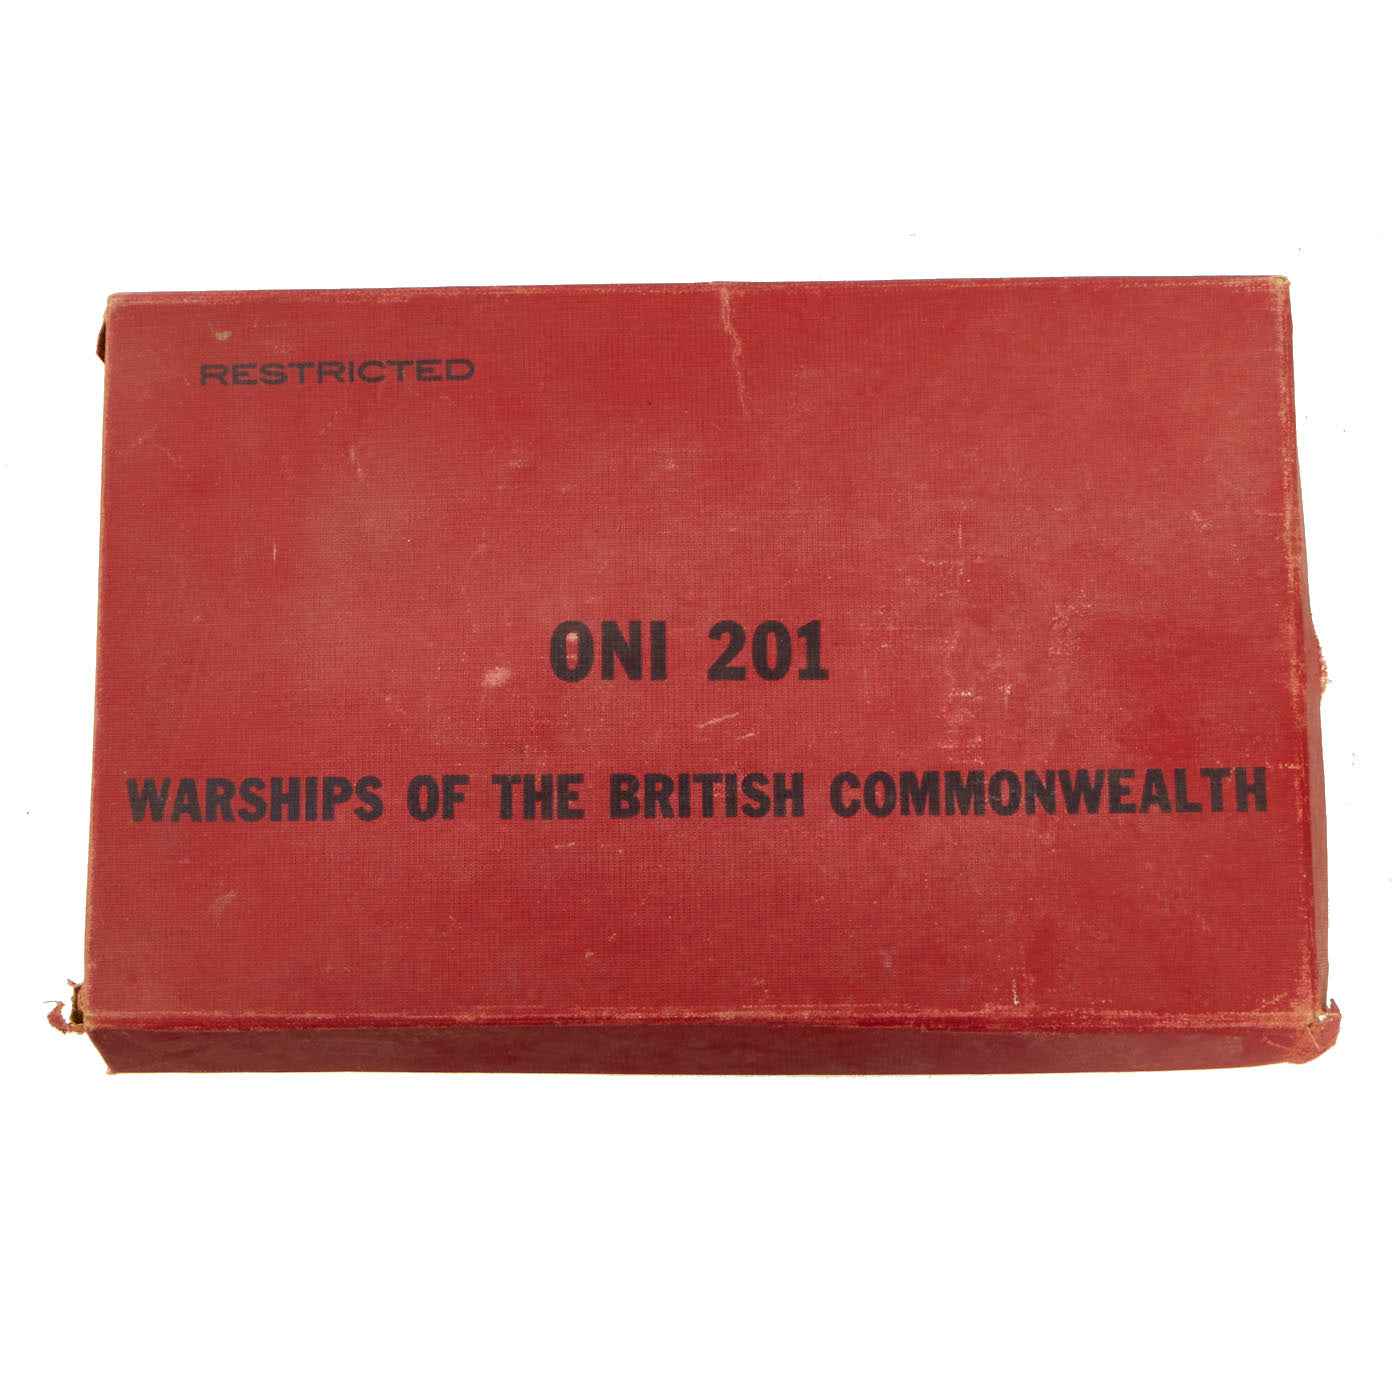 RESTRICTED
ONI 201
WARSHIPS OF THE BRITISH COMMONWEALTH